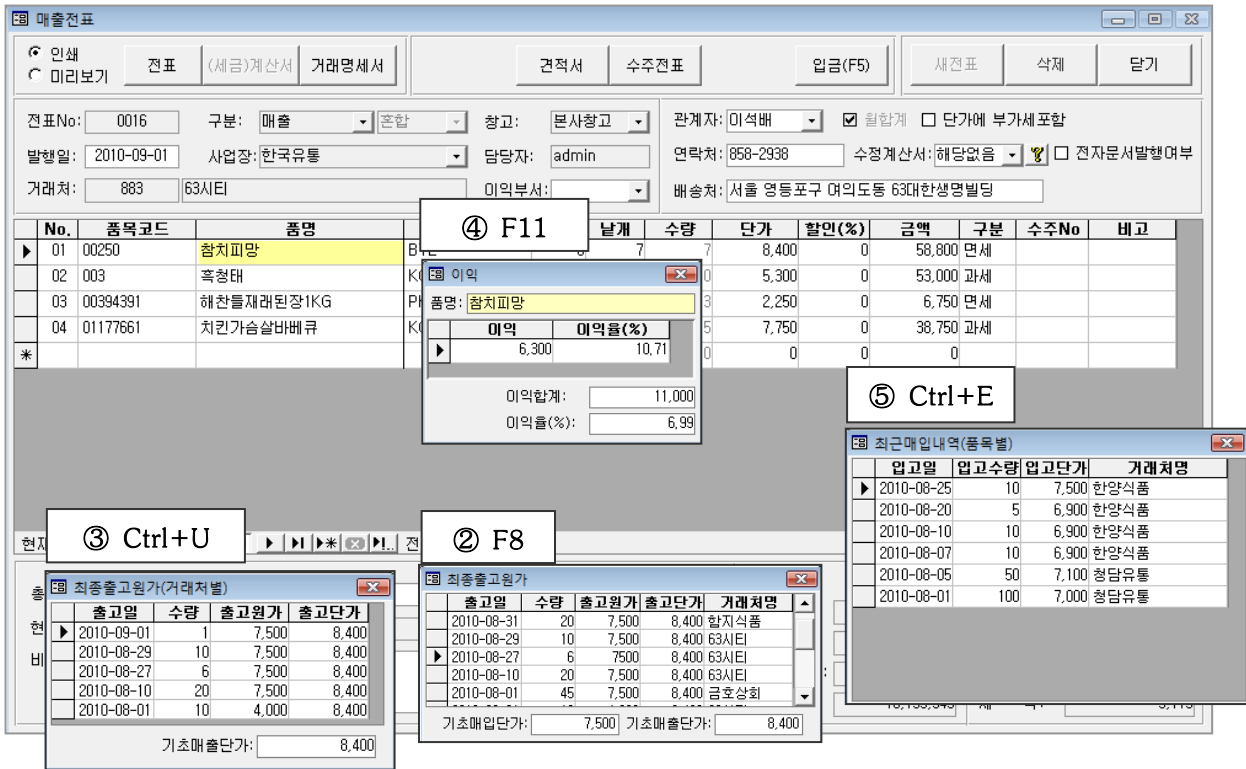 매출전표
인쇄
미리보기
전표 (세금)계산서 거래명세서 견적서 수주전표 입금(F5) 새전표 삭제 닫기
전표No: 0016 구분: 매출 혼합 창고: 본사창고 관계자: 이석배 월합계 단가에 부가세포함
발행일: 2010-09-01 사업장: 한국유통 담당자: admin 연락처: 858-2938 수정계산서: 해당없음 전자문서발행여부
거래처: 883 63시티 이익부서: 배송처: 서울 영등포구 여의도동 63대한생명빌딩
No. 품목코드 품명 낱개 수량 단가 할인(%) 금액 구분 수주No 비고
01 00250 참치피망 7 7 8,400 0 58,800 면세
02 003 흑청태 0 5,300 0 53,000 과세
03 00394391 해찬들재래된장1KG 3 2,250 0 6,750 면세
04 01177661 치킨가슴살바베큐 5 7,750 0 38,750 과세
0 0 0 0
④ F11
이익
품명: 참치피망
이익 이익율(%)
6,300 10,71
이익합계: 11,000
이익율(%): 6,99
⑤ Ctrl+E
최근매입내역(품목별)
입고일 입고수량 입고단가 거래처명
2010-08-25 10 7,500 한양식품
2010-08-20 5 6,900 한양식품
2010-08-10 10 6,900 한양식품
2010-08-07 10 6,900 한양식품
2010-08-05 50 7,100 청담유통
2010-08-01 100 7,000 청담유통
③ Ctrl+U
최종출고원가(거래처별)
출고일 수량 출고원가 출고단가
2010-09-01 1 7,500 8,400
2010-08-29 10 7,500 8,400
2010-08-27 6 7,500 8,400
2010-08-10 20 7,500 8,400
2010-08-01 10 4,000 8,400
기초매출단가: 8,400
② F8
최종출고원가
출고일 수량 출고원가 출고단가 거래처명
2010-08-31 20 7,500 8,400 합지식품
2010-08-29 10 7,500 8,400 63시티
2010-08-27 6 7500 8,400 63시티
2010-08-10 20 7,500 8,400 63시티
2010-08-01 45 7,500 8,400 금호상회
기초매입단가: 7,500 기초매출단가: 8,400